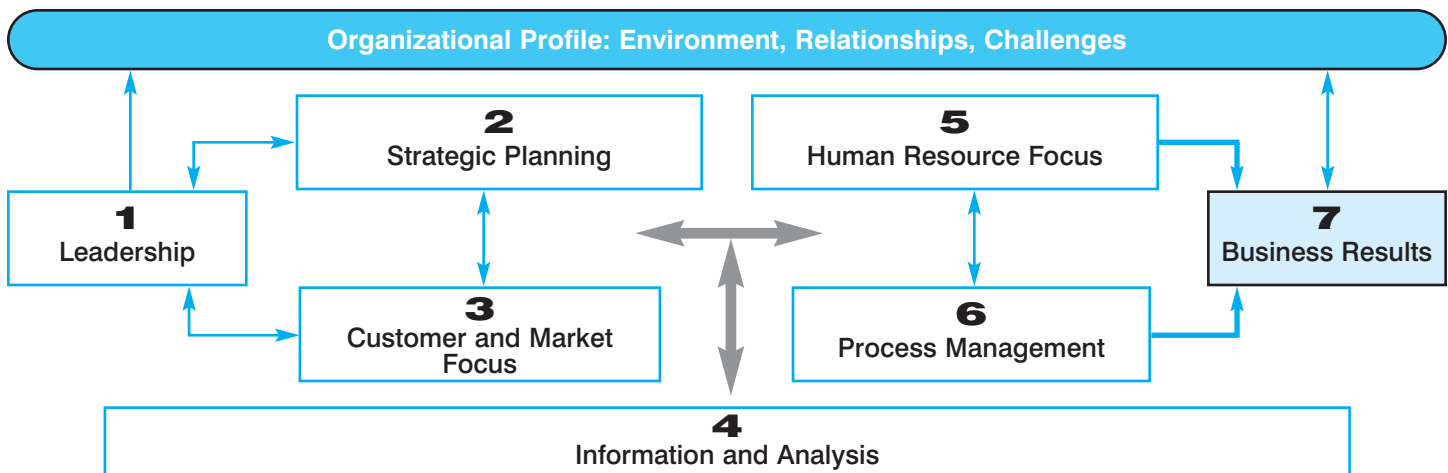 Organizational Profile: Environment, Relationships, Challenges
1
Leadership
2
Strategic Planning
3
Customer and Market
Focus
4
Information and Analysis
5
Human Resource Focus
6
Process Management
7
Business Results